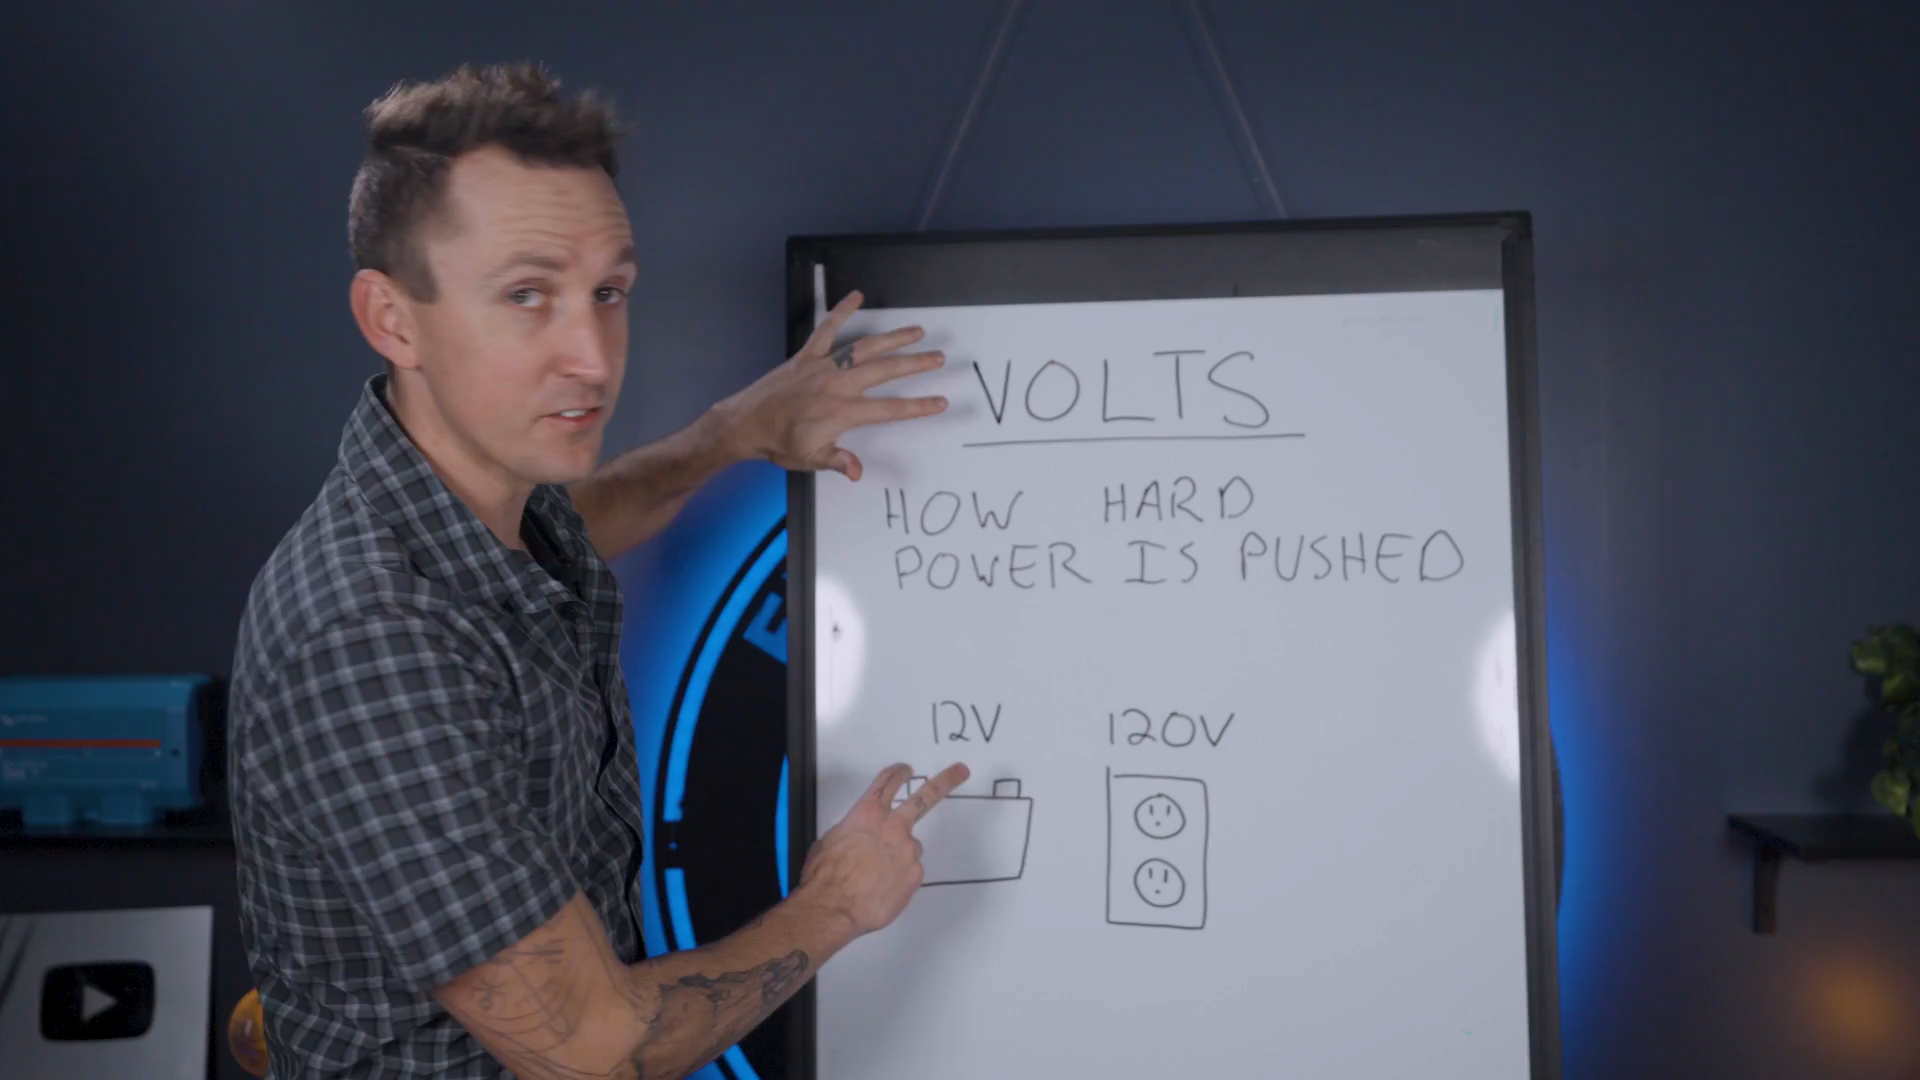 VOLTS
HOW HARD
POWER IS PUSHED
12V
120V